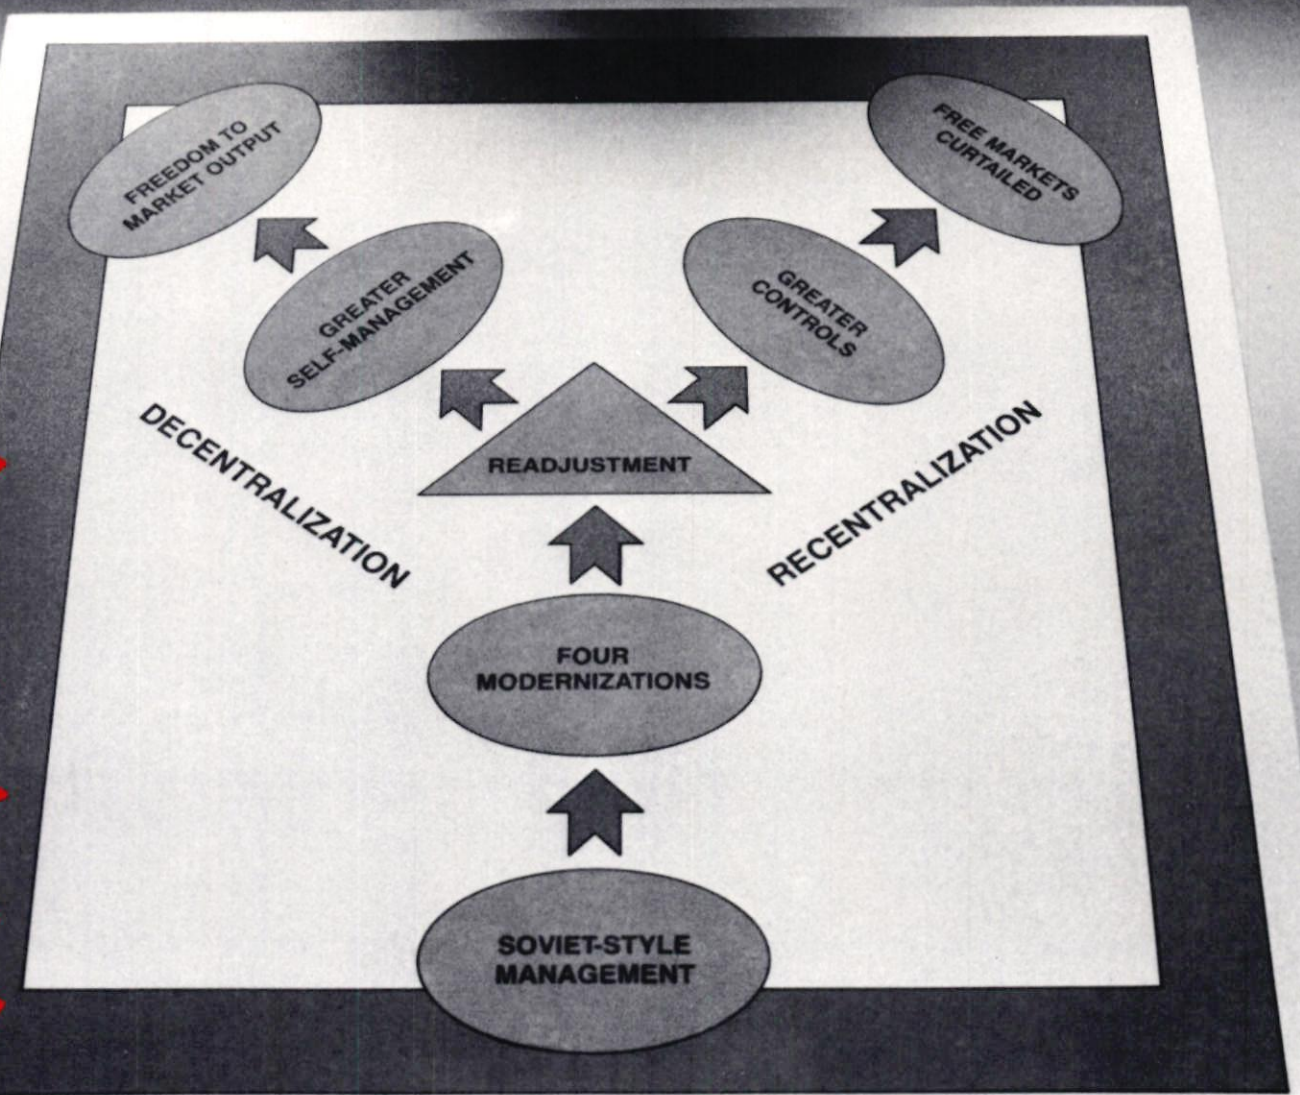 FREEDOM TO
MARKET OUTPUT
FREE MARKETS
CURTAILED
GREATER
SELF-MANAGEMENT
GREATER
CONTROLS
READJUSTMENT
DECENTRALIZATION
RECENTRALIZATION
FOUR
MODERNIZATIONS
SOVIET-STYLE
MANAGEMENT